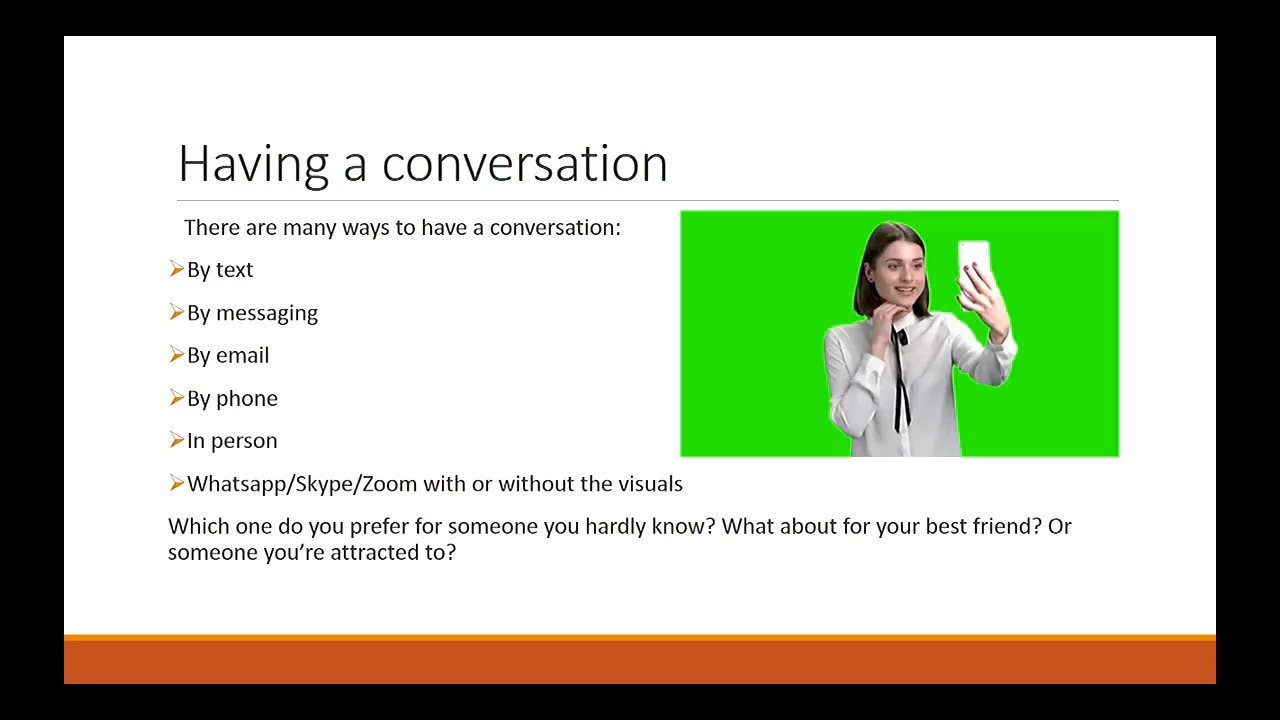 Having a conversation
There are many ways to have a conversation:
By text
By messaging
By email
By phone
In person
Whatsapp/Skype/Zoom with or without the visuals
Which one do you prefer for someone you hardly know? What about for your best friend? Or
someone you’re attracted to?